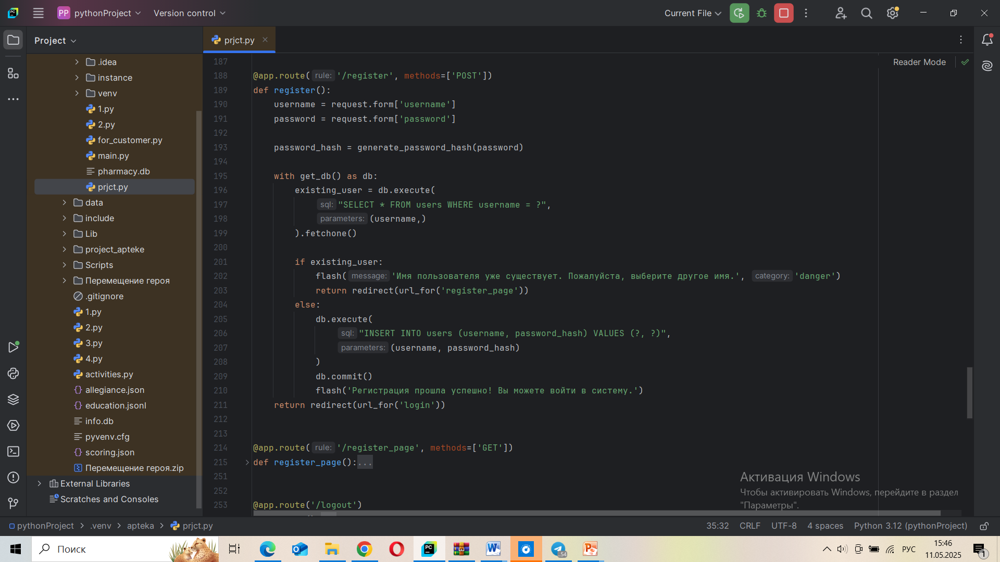 PP pythonProject Version control Current File
Project
prjct.py
Reader Mode
.idea
instance
venv
1.py
2.py
for_customer.py
main.py
pharmacy.db
prjct.py
data
include
Lib
project_apteke
Scripts
Перемещение героя
.gitignore
1.py
2.py
3.py
4.py
activities.py
allegiance.json
education.jsonl
info.db
pyvenv.cfg
scoring.json
Перемещение героя.zip
External Libraries
Scratches and Consoles
187
188 @app.route( rule: '/register', methods=['POST'])
189 def register():
190 username = request.form['username']
191 password = request.form['password']
192
193 password_hash = generate_password_hash(password)
194
195 with get_db() as db:
196 existing_user = db.execute(
197 sql: "SELECT * FROM users WHERE username = ?",
198 parameters: (username,)
199 ).fetchone()
200
201 if existing_user:
202 flash( message: 'Имя пользователя уже существует. Пожалуйста, выберите другое имя.', category: 'danger')
203 return redirect(url_for('register_page'))
204 else:
205 db.execute(
206 sql: "INSERT INTO users (username, password_hash) VALUES (?, ?)",
207 parameters: (username, password_hash)
208 )
209 db.commit()
210 flash('Регистрация прошла успешно! Вы можете войти в систему.')
211 return redirect(url_for('login'))
212
213
214 @app.route( rule: '/register_page', methods=['GET'])
215 def register_page():...
251
252
253 @app.route('/logout')
Активация Windows
Чтобы активировать Windows, перейдите в раздел
"Параметры".
pythonProject > .venv > apteka > prjct.py
35:32 CRLF UTF-8 4 spaces Python 3.12 (pythonProject)
Поиск
РУС
15:46
11.05.2025